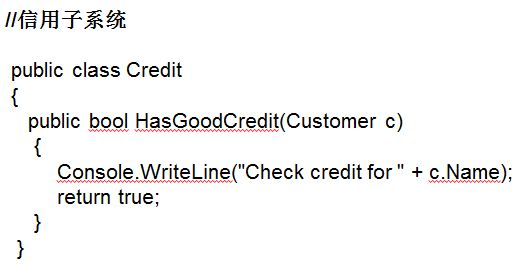 //信用子系统
public class Credit
{
public bool HasGoodCredit(Customer c)
{
Console.WriteLine("Check credit for " + c.Name);
return true;
}
}